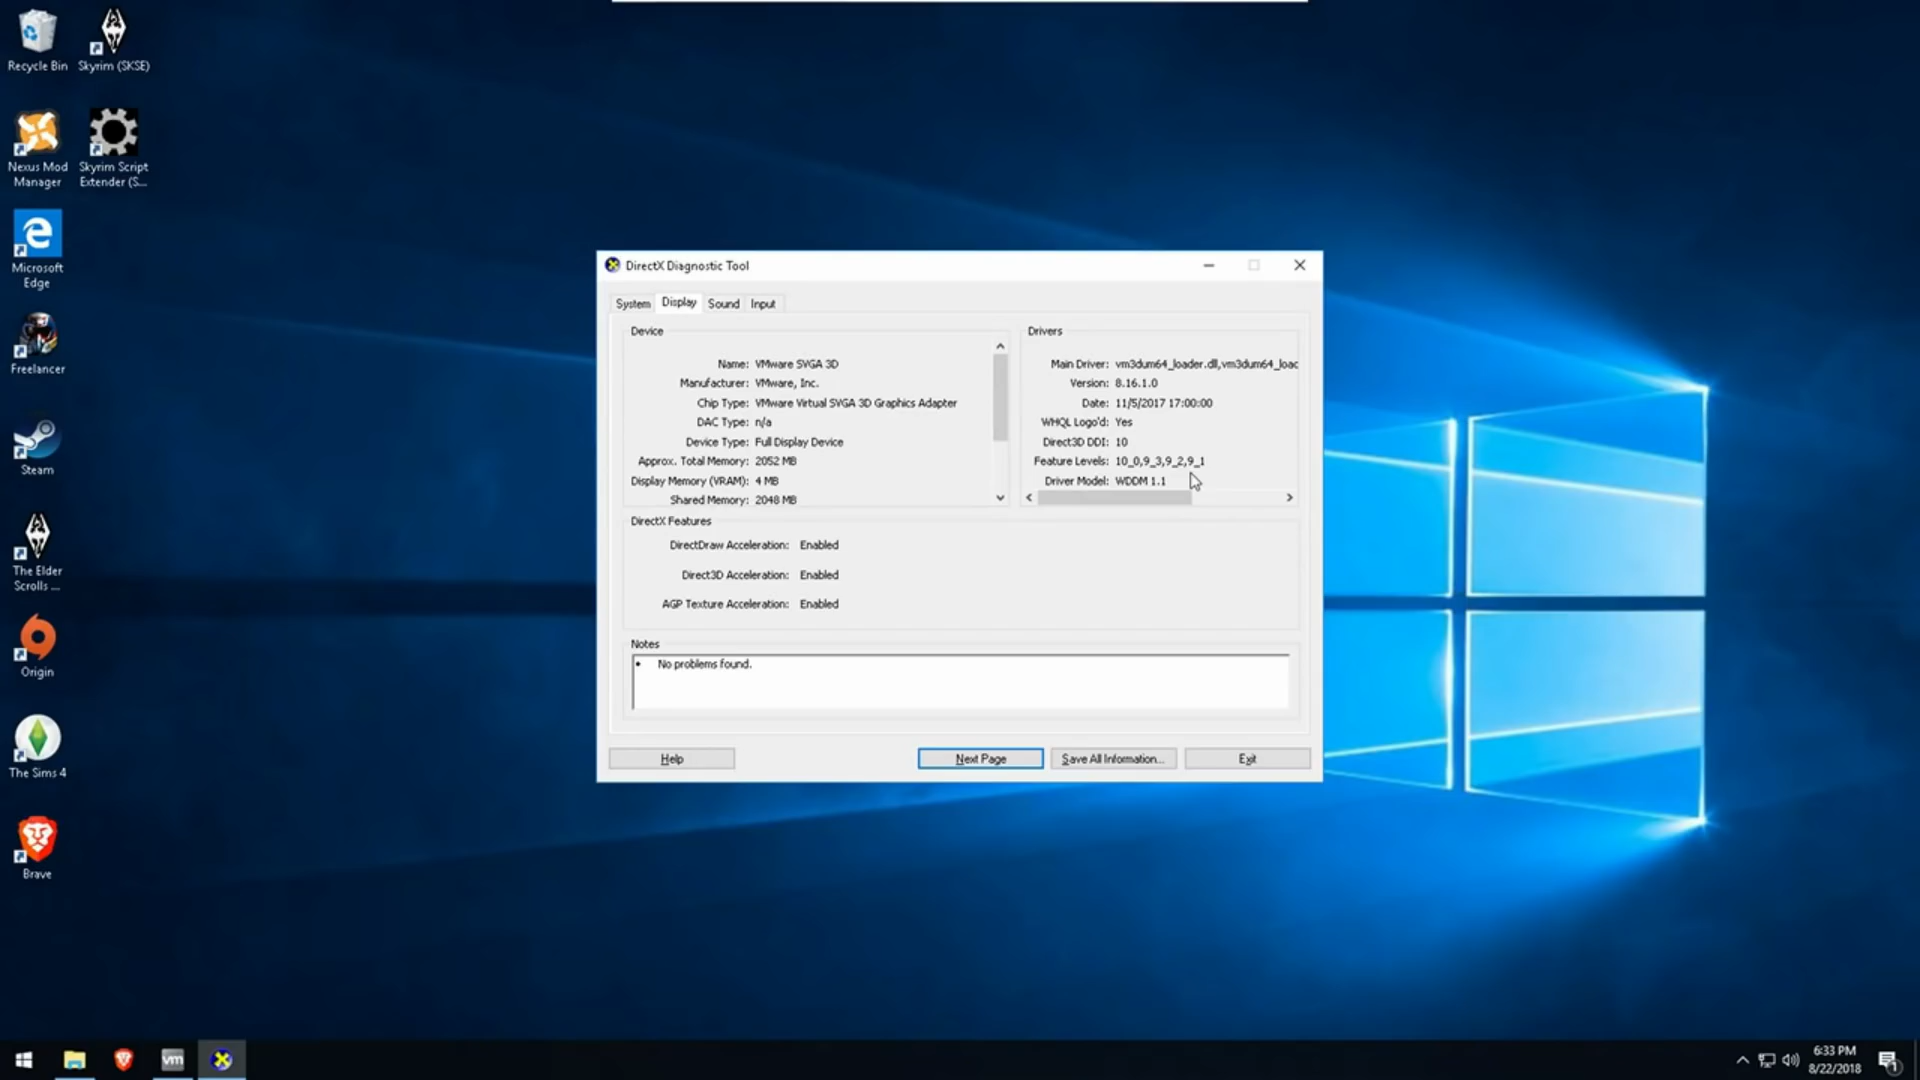 Recycle Bin
Skyrim (SKSE)
Nexus Mod
Manager
Skyrim Script
Extender (S...
Microsoft
Edge
Freelancer
Steam
The Elder
Scrolls ...
Origin
The Sims 4
Brave
DirectX Diagnostic Tool
System Display Sound Input
Device
Name: VMware SVGA 3D
Manufacturer: VMware, Inc.
Chip Type: VMware Virtual SVGA 3D Graphics Adapter
DAC Type: n/a
Device Type: Full Display Device
Approx. Total Memory: 2052 MB
Display Memory (VRAM): 4 MB
Shared Memory: 2048 MB
Drivers
Main Driver: vm3dum64_loader.dll,vm3dum64_loac
Version: 8.16.1.0
Date: 11/5/2017 17:00:00
WHQL Logo'd: Yes
Direct3D DDI: 10
Feature Levels: 10_0,9_3,9_2,9_1
Driver Model: WDDM 1.1
DirectX Features
DirectDraw Acceleration: Enabled
Direct3D Acceleration: Enabled
AGP Texture Acceleration: Enabled
Notes
• No problems found.
Help
Next Page
Save All Information...
Exit
vm
6:33 PM
8/22/2018
1